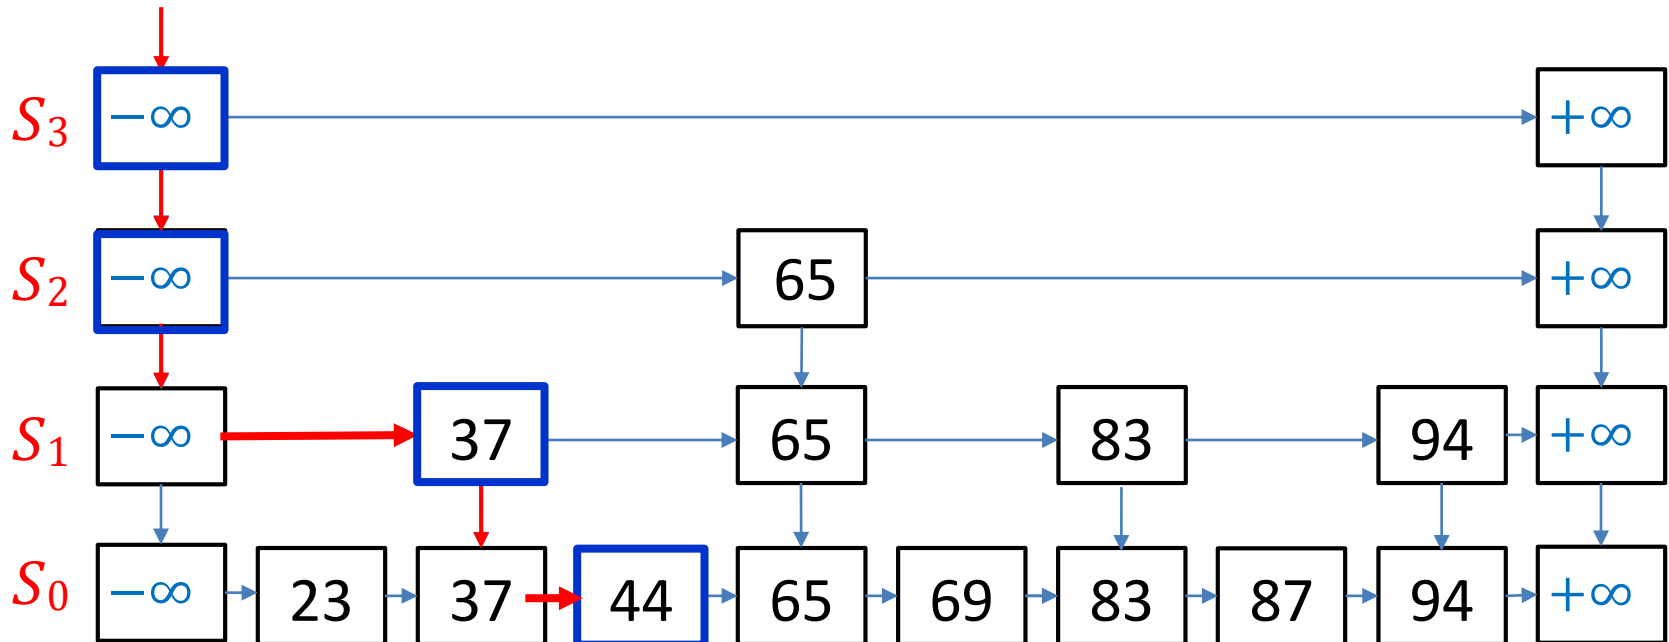 S₃ −∞ +∞
S₂ −∞ 65 +∞
S₁ −∞ 37 65 83 94 +∞
S₀ −∞ 23 37 44 65 69 83 87 94 +∞